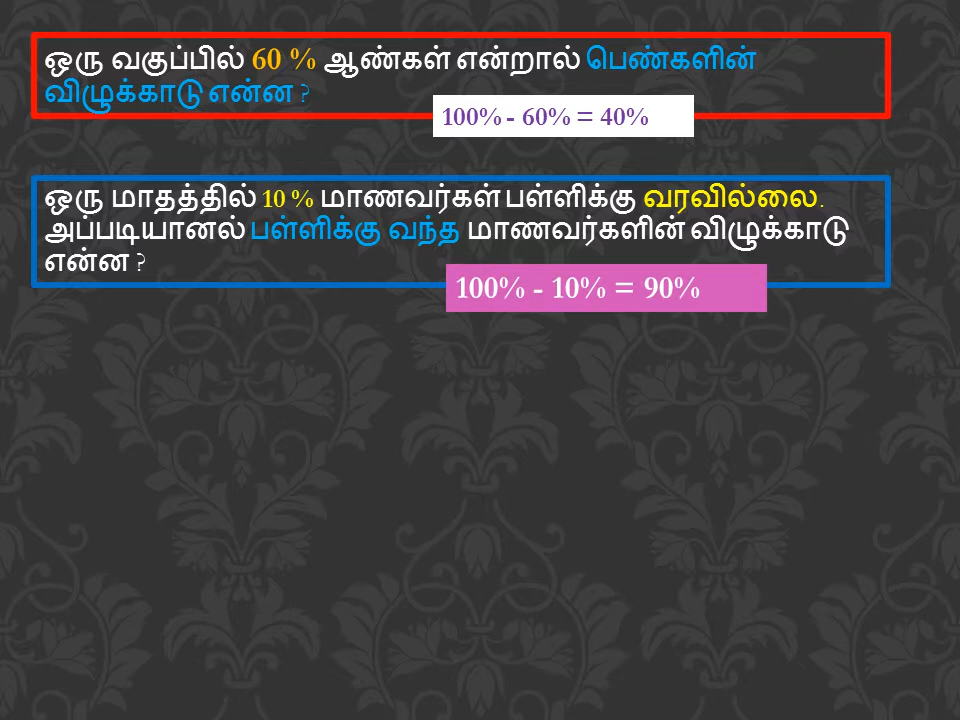 ஒரு வகுப்பில் 60 % ஆண்கள் என்றால் பெண்களின்
விழுக்காடு என்ன ?
100% - 60% = 40%
ஒரு மாதத்தில் 10 % மாணவர்கள் பள்ளிக்கு வரவில்லை.
அப்படியானல் பள்ளிக்கு வந்த மாணவர்களின் விழுக்காடு
என்ன ?
100% - 10% = 90%